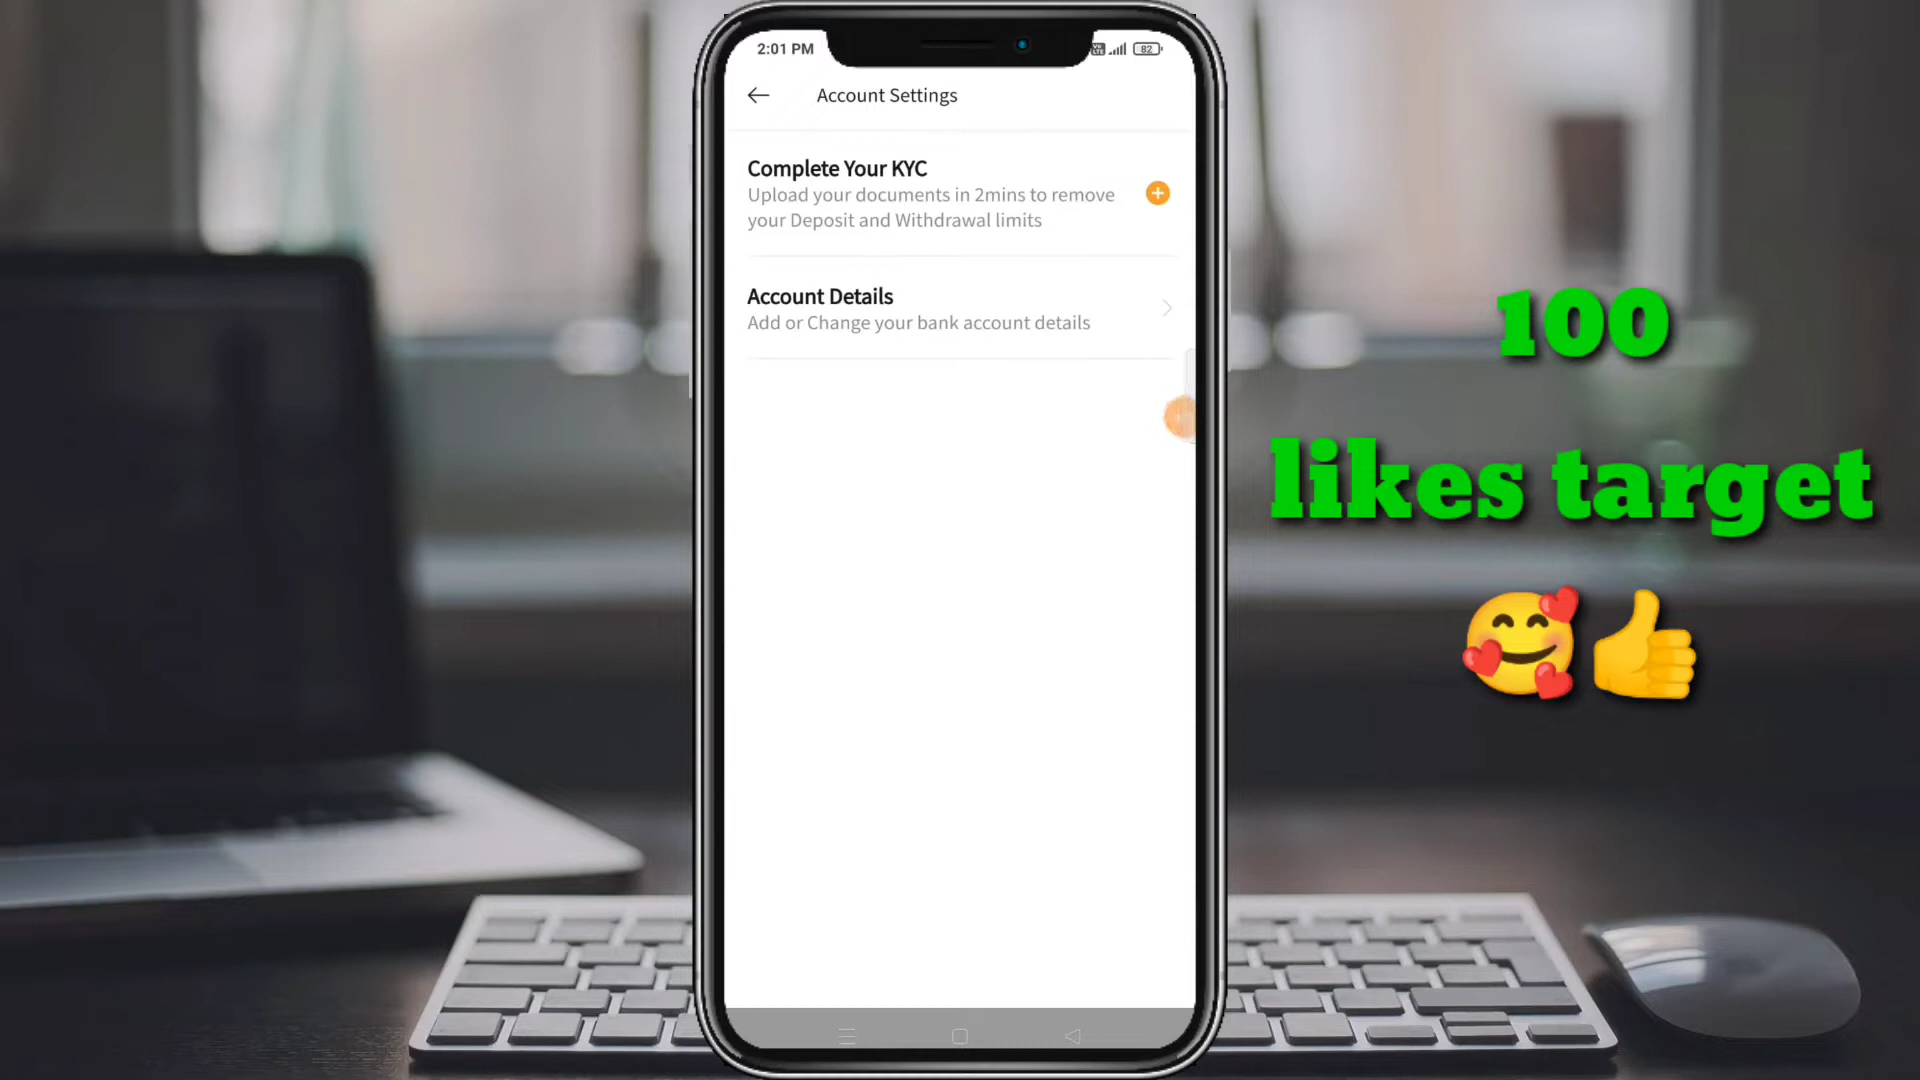 2:01 PM
82
Account Settings
Complete Your KYC
Upload your documents in 2mins to remove
your Deposit and Withdrawal limits
Account Details
Add or Change your bank account details
100
likes target
🥰👍